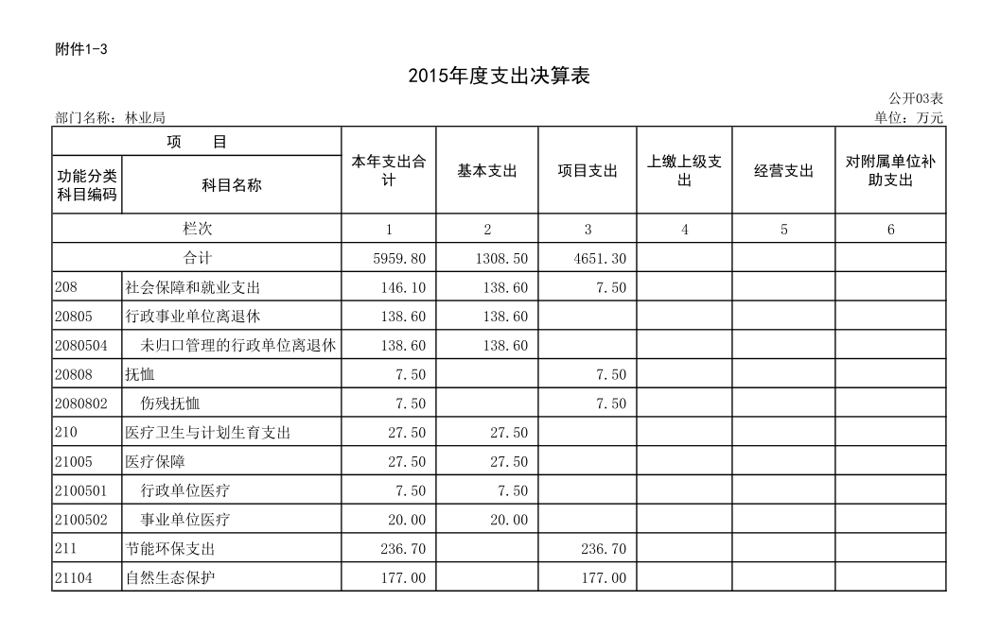 附件1-3
2015年度支出决算表
公开03表
部门名称：林业局 单位：万元
项 目 本年支出合计 基本支出 项目支出 上缴上级支出 经营支出 对附属单位补助支出
功能分类科目编码 科目名称
栏次 1 2 3 4 5 6
合计 5959.80 1308.50 4651.30
208 社会保障和就业支出 146.10 138.60 7.50
20805 行政事业单位离退休 138.60 138.60
2080504 未归口管理的行政单位离退休 138.60 138.60
20808 抚恤 7.50 7.50
2080802 伤残抚恤 7.50 7.50
210 医疗卫生与计划生育支出 27.50 27.50
21005 医疗保障 27.50 27.50
2100501 行政单位医疗 7.50 7.50
2100502 事业单位医疗 20.00 20.00
211 节能环保支出 236.70 236.70
21104 自然生态保护 177.00 177.00